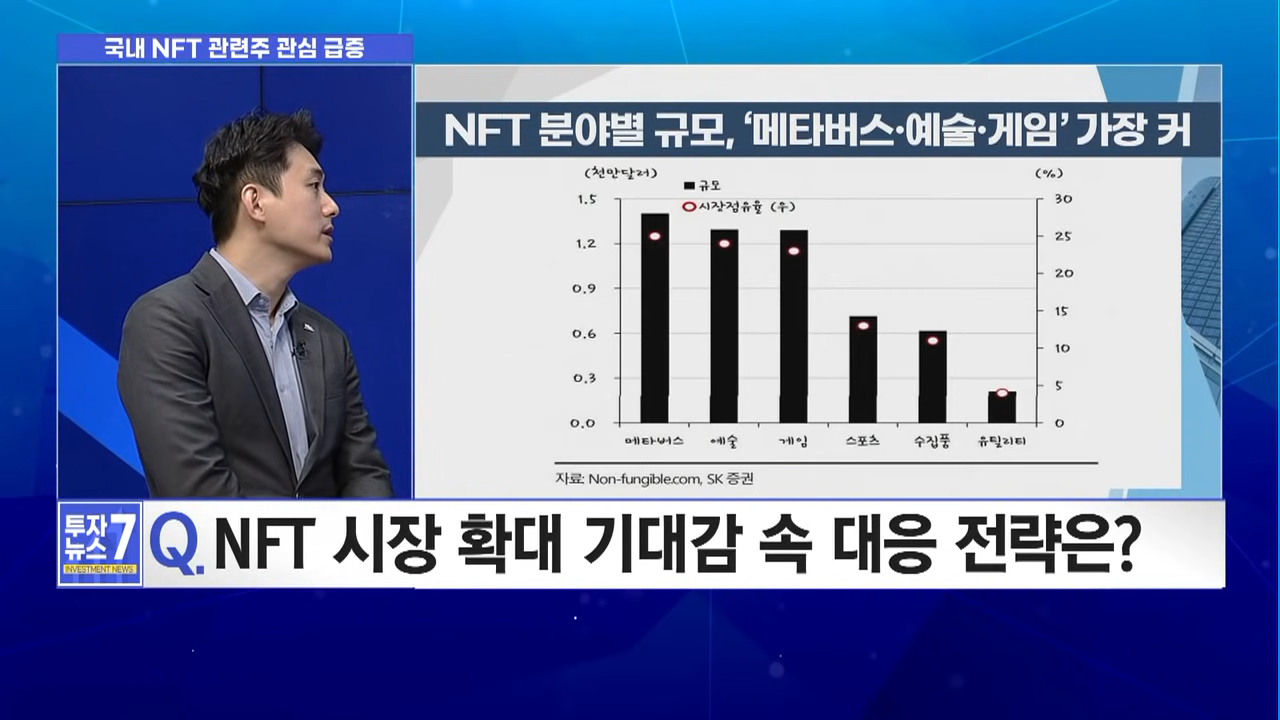 국내 NFT 관련주 관심 급증
NFT 분야별 규모, ‘메타버스·예술·게임’ 가장 커
(천만달러)
(%)
규모
시장점유율 (우)
1.5
1.2
0.9
0.6
0.3
0.0
30
25
20
15
10
5
0
메타버스 예술 게임 스포츠 수집품 유틸리티
자료: Non-fungible.com, SK 증권
투자
뉴스 7
INVESTMENT NEWS
Q. NFT 시장 확대 기대감 속 대응 전략은?